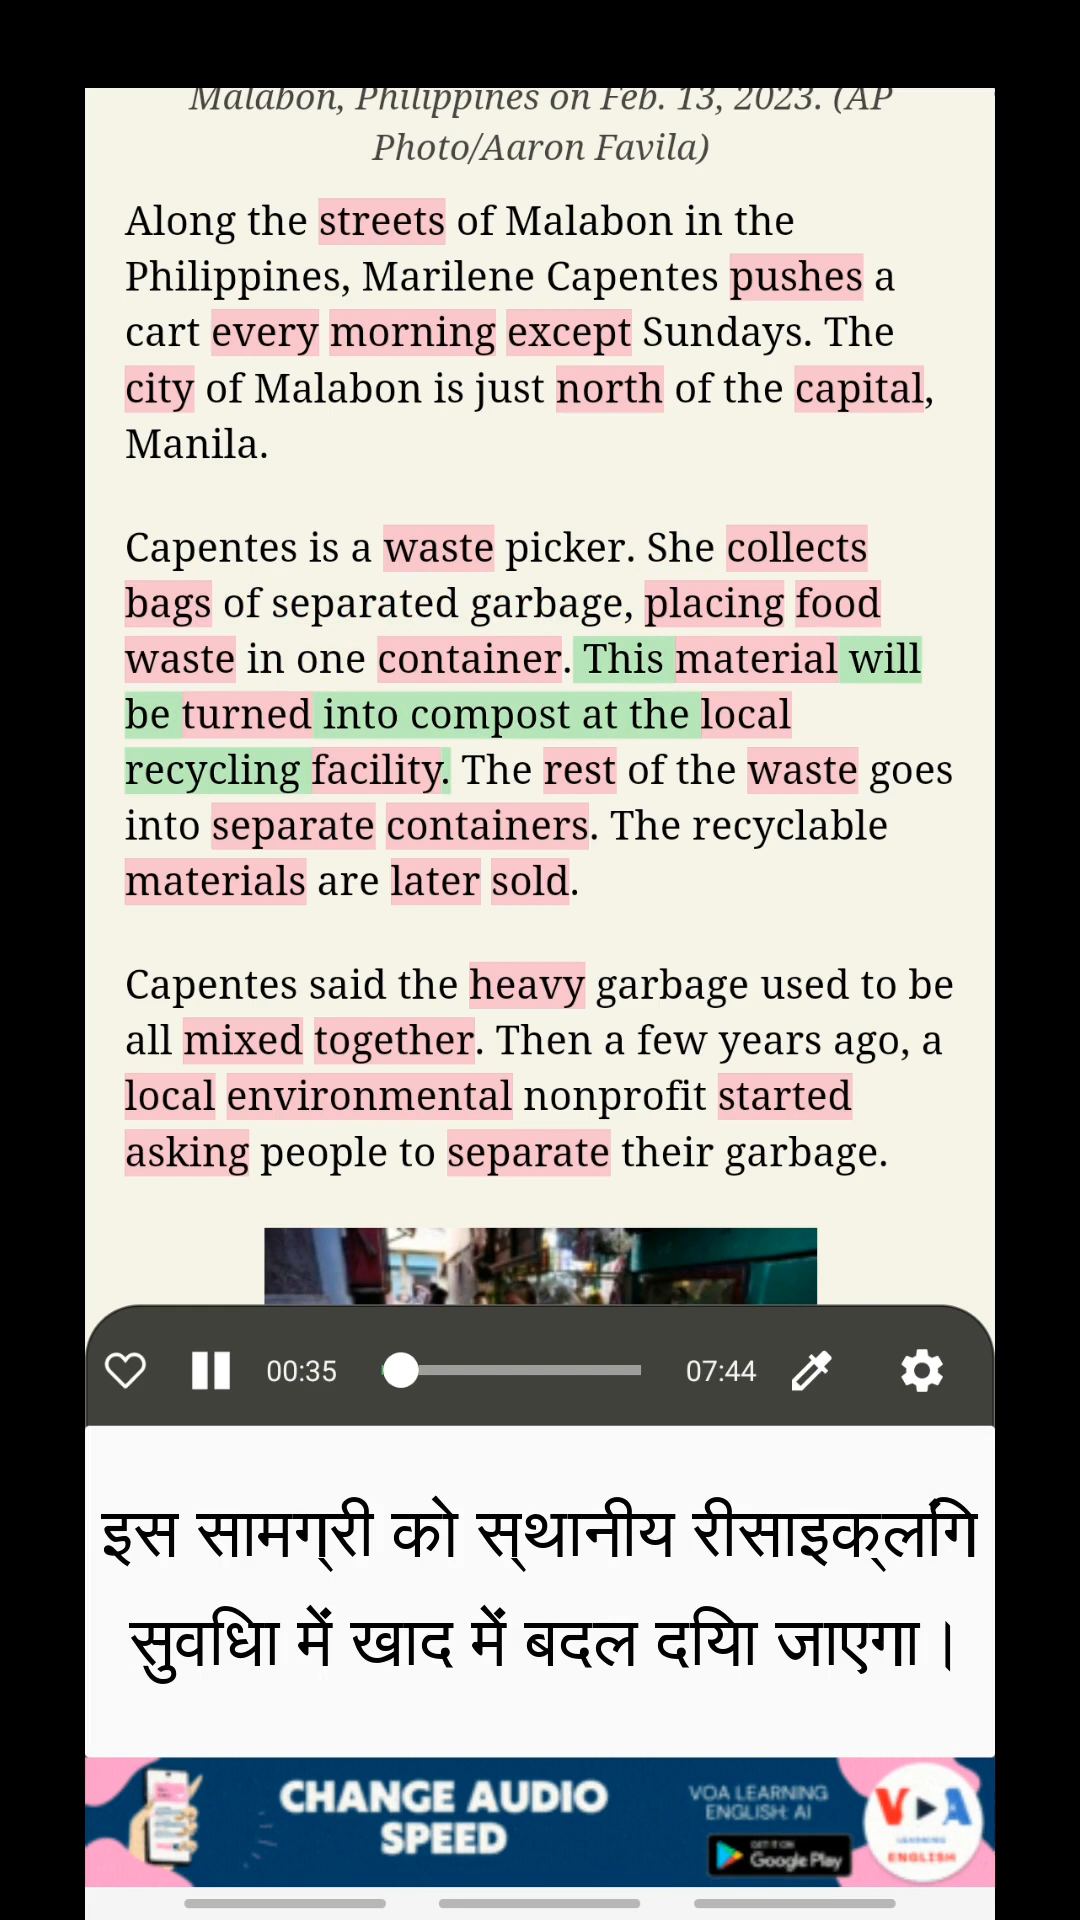 Malabon, Philippines on Feb. 13, 2023. (AP
Photo/Aaron Favila)
Along the streets of Malabon in the
Philippines, Marilene Capentes pushes a
cart every morning except Sundays. The
city of Malabon is just north of the capital,
Manila.
Capentes is a waste picker. She collects
bags of separated garbage, placing food
waste in one container. This material will
be turned into compost at the local
recycling facility. The rest of the waste goes
into separate containers. The recyclable
materials are later sold.
Capentes said the heavy garbage used to be
all mixed together. Then a few years ago, a
local environmental nonprofit started
asking people to separate their garbage.
00:35
07:44
इस सामग्री को स्थानीय रीसाइक्लिंग
सुविधा में खाद में बदल दिया जाएगा।
CHANGE AUDIO
SPEED
VOA LEARNING
ENGLISH: AI
GET IT ON
Google Play
VOA
LEARNING
ENGLISH